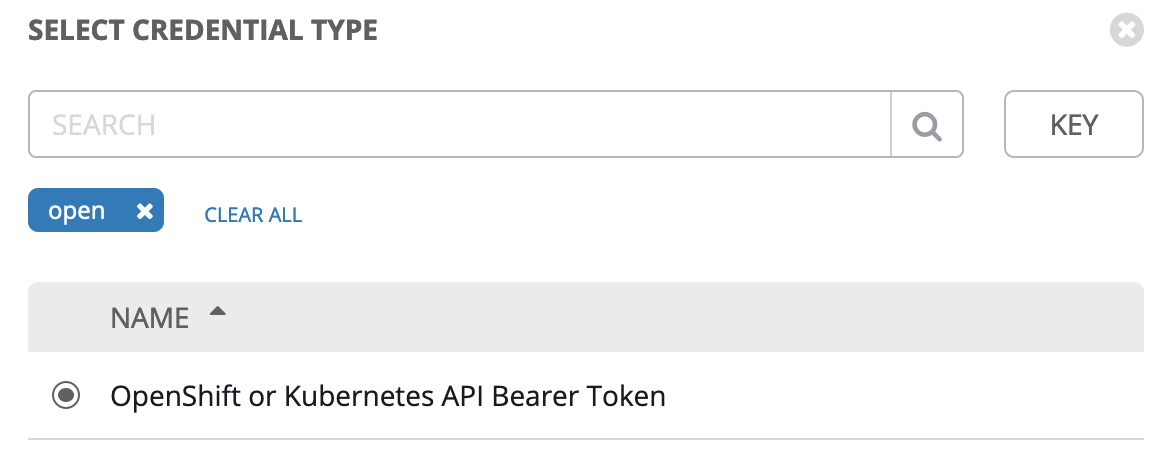 SELECT CREDENTIAL TYPE
SEARCH
KEY
open
CLEAR ALL
NAME
OpenShift or Kubernetes API Bearer Token